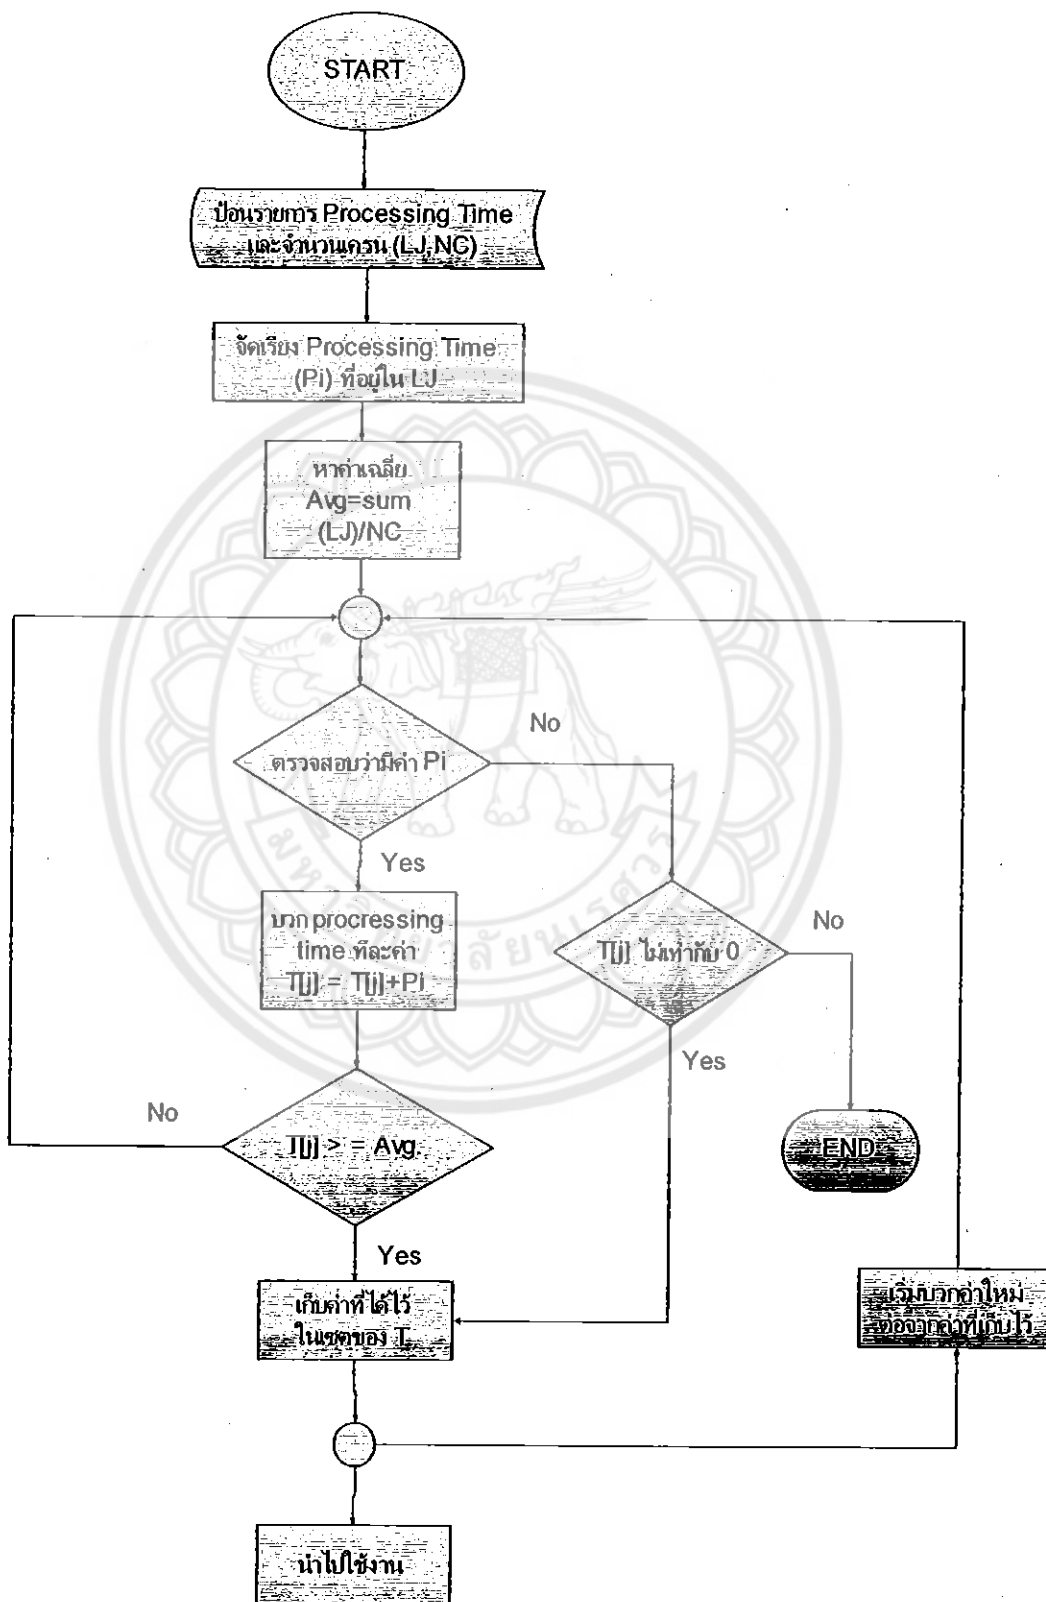 START
ป้อนรายการ Processing Time
และจำนวนเครน (LJ,NC)
จัดเรียง Processing Time
(Pi) ที่อยู่ใน LJ
หาค่าเฉลี่ย
Avg=sum
(LJ)/NC
ตรวจสอบว่ามีค่า Pi
No
Yes
บวก procressing
time ทีละค่า
T[j] = T[j]+Pi
T[j] ไม่เท่ากับ 0
No
Yes
END
T[j] > = Avg.
No
Yes
เก็บค่าที่ได้ไว้
ในเซตของ T
เริ่มบวกค่าใหม่
ต่อจากค่าที่เก็บไว้
นำไปใช้งาน